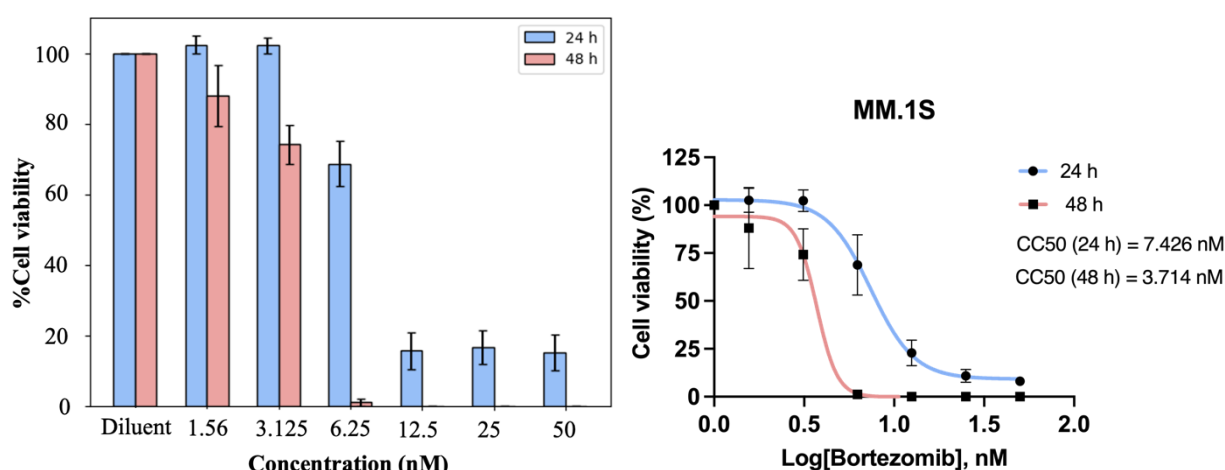 24 h
48 h
100
80
60
40
20
0
%Cell viability
Diluent 1.56 3.125 6.25 12.5 25 50
Concentration (nM)
MM.1S
125
100
75
50
25
0
Cell viability (%)
0.0 0.5 1.0 1.5 2.0
Log[Bortezomib], nM
24 h
48 h
CC50 (24 h) = 7.426 nM
CC50 (48 h) = 3.714 nM